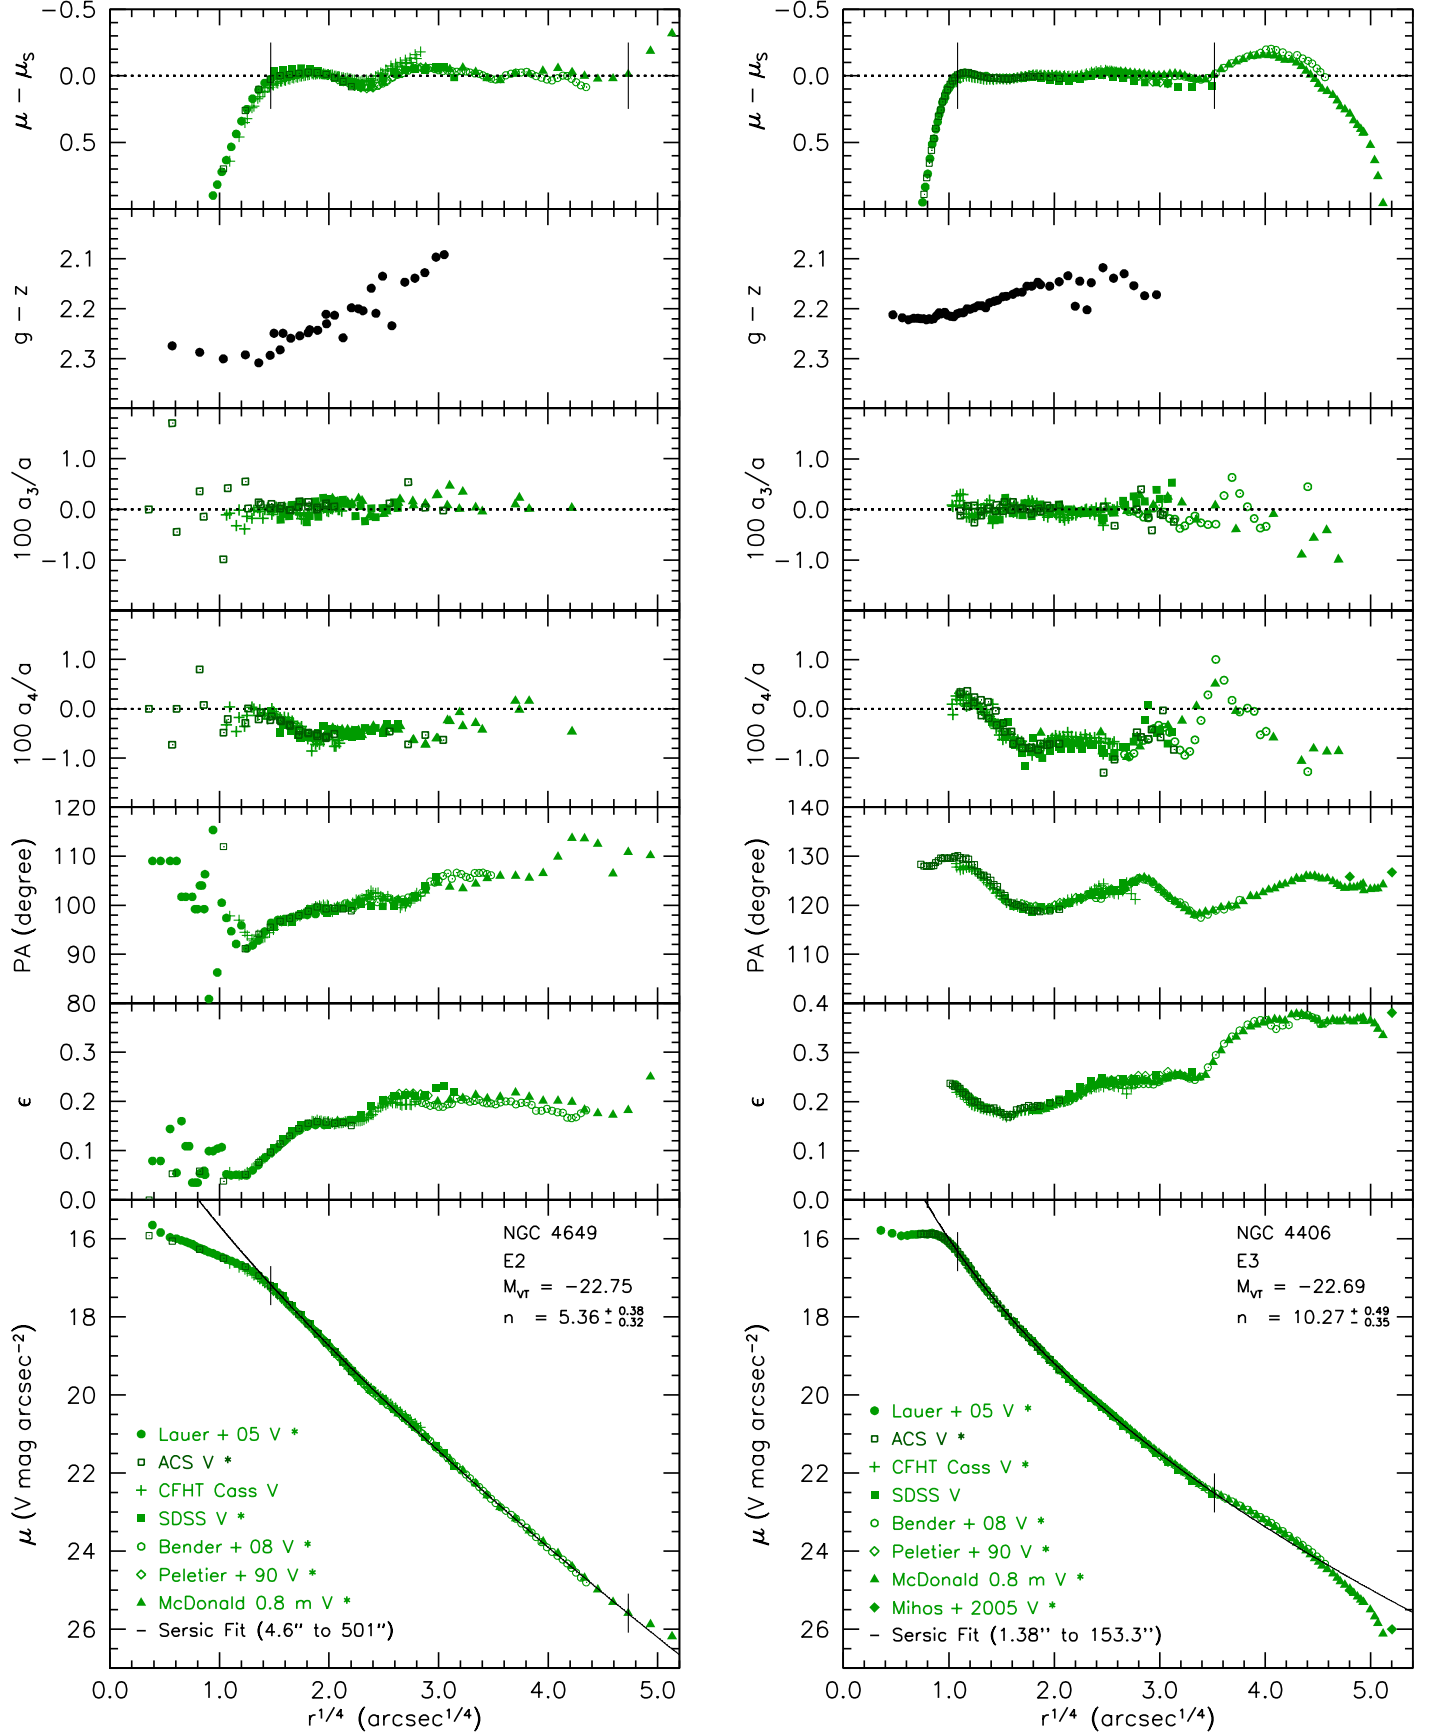 −0.5
0.0
0.5
μ − μS
2.1
2.2
2.3
g − z
1.0
0.0
−1.0
100 a3/a
1.0
0.0
−1.0
100 a4/a
120
110
100
90
80
PA (degree)
0.3
0.2
0.1
0.0
ϵ
16
18
20
22
24
26
μ (V mag arcsec−2)
NGC 4649
E2
MVT = −22.75
n = 5.36 + 0.38 − 0.32
Lauer + 05 V *
ACS V *
CFHT Cass V
SDSS V *
Bender + 08 V *
Peletier + 90 V *
McDonald 0.8 m V *
− Sersic Fit (4.6" to 501")
0.0 1.0 2.0 3.0 4.0 5.0
r1/4 (arcsec1/4)
−0.5
0.0
0.5
μ − μS
2.1
2.2
2.3
g − z
1.0
0.0
−1.0
100 a3/a
1.0
0.0
−1.0
100 a4/a
140
130
120
110
PA (degree)
0.4
0.3
0.2
0.1
0.0
ϵ
16
18
20
22
24
26
μ (V mag arcsec−2)
NGC 4406
E3
MVT = −22.69
n = 10.27 + 0.49 − 0.35
Lauer + 05 V *
ACS V *
CFHT Cass V *
SDSS V
Bender + 08 V *
Peletier + 90 V *
McDonald 0.8 m V *
Mihos + 2005 V *
− Sersic Fit (1.38" to 153.3")
0.0 1.0 2.0 3.0 4.0 5.0
r1/4 (arcsec1/4)